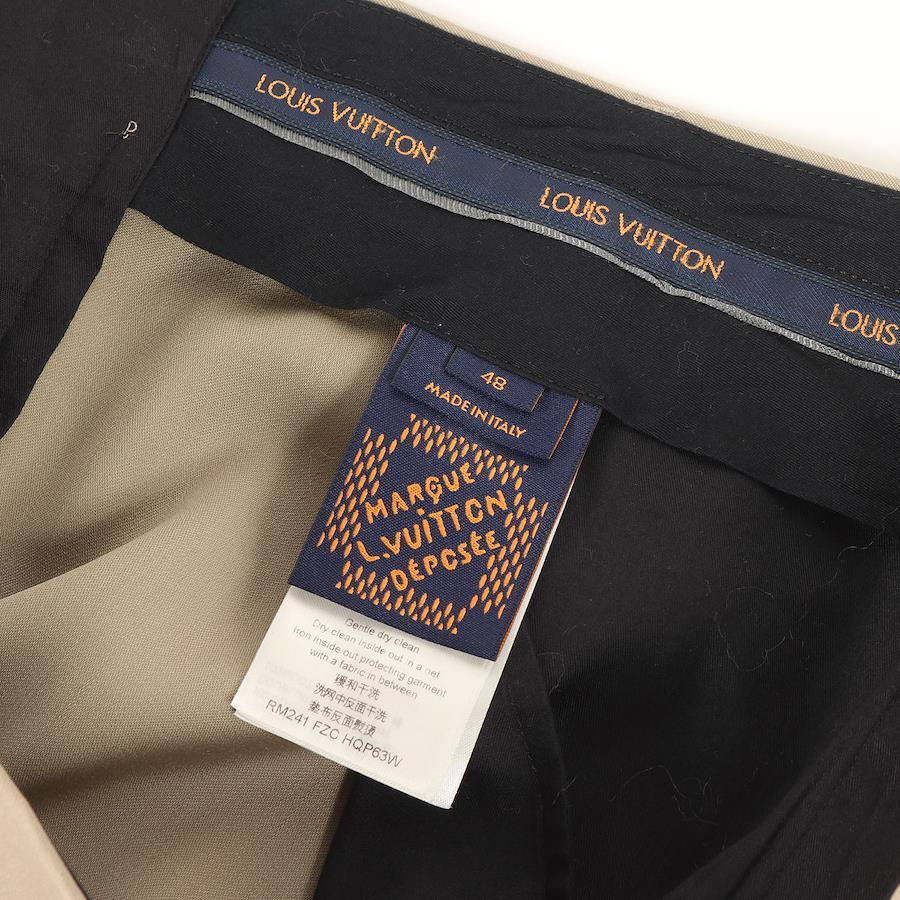 LOUIS VUITTON
LOUIS VUITTON
LOUIS
P
48
MADE IN ITALY
MARQUE
L.VUITTON
DÉPOSÉE
Gentle dry clean
Dry clean inside out in a net
Iron inside out protecting garment
with a fabric in between
缓和干洗
洗网中反面干洗
垫布反面熨烫
RM241 FZC HQP63W